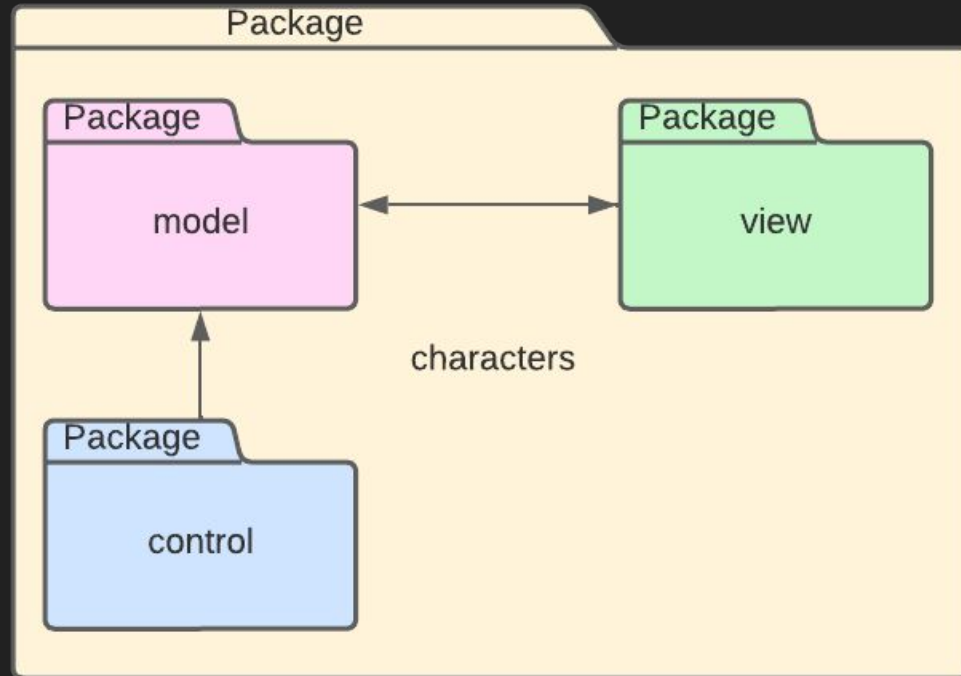 Package
Package
model
Package
view
characters
Package
control